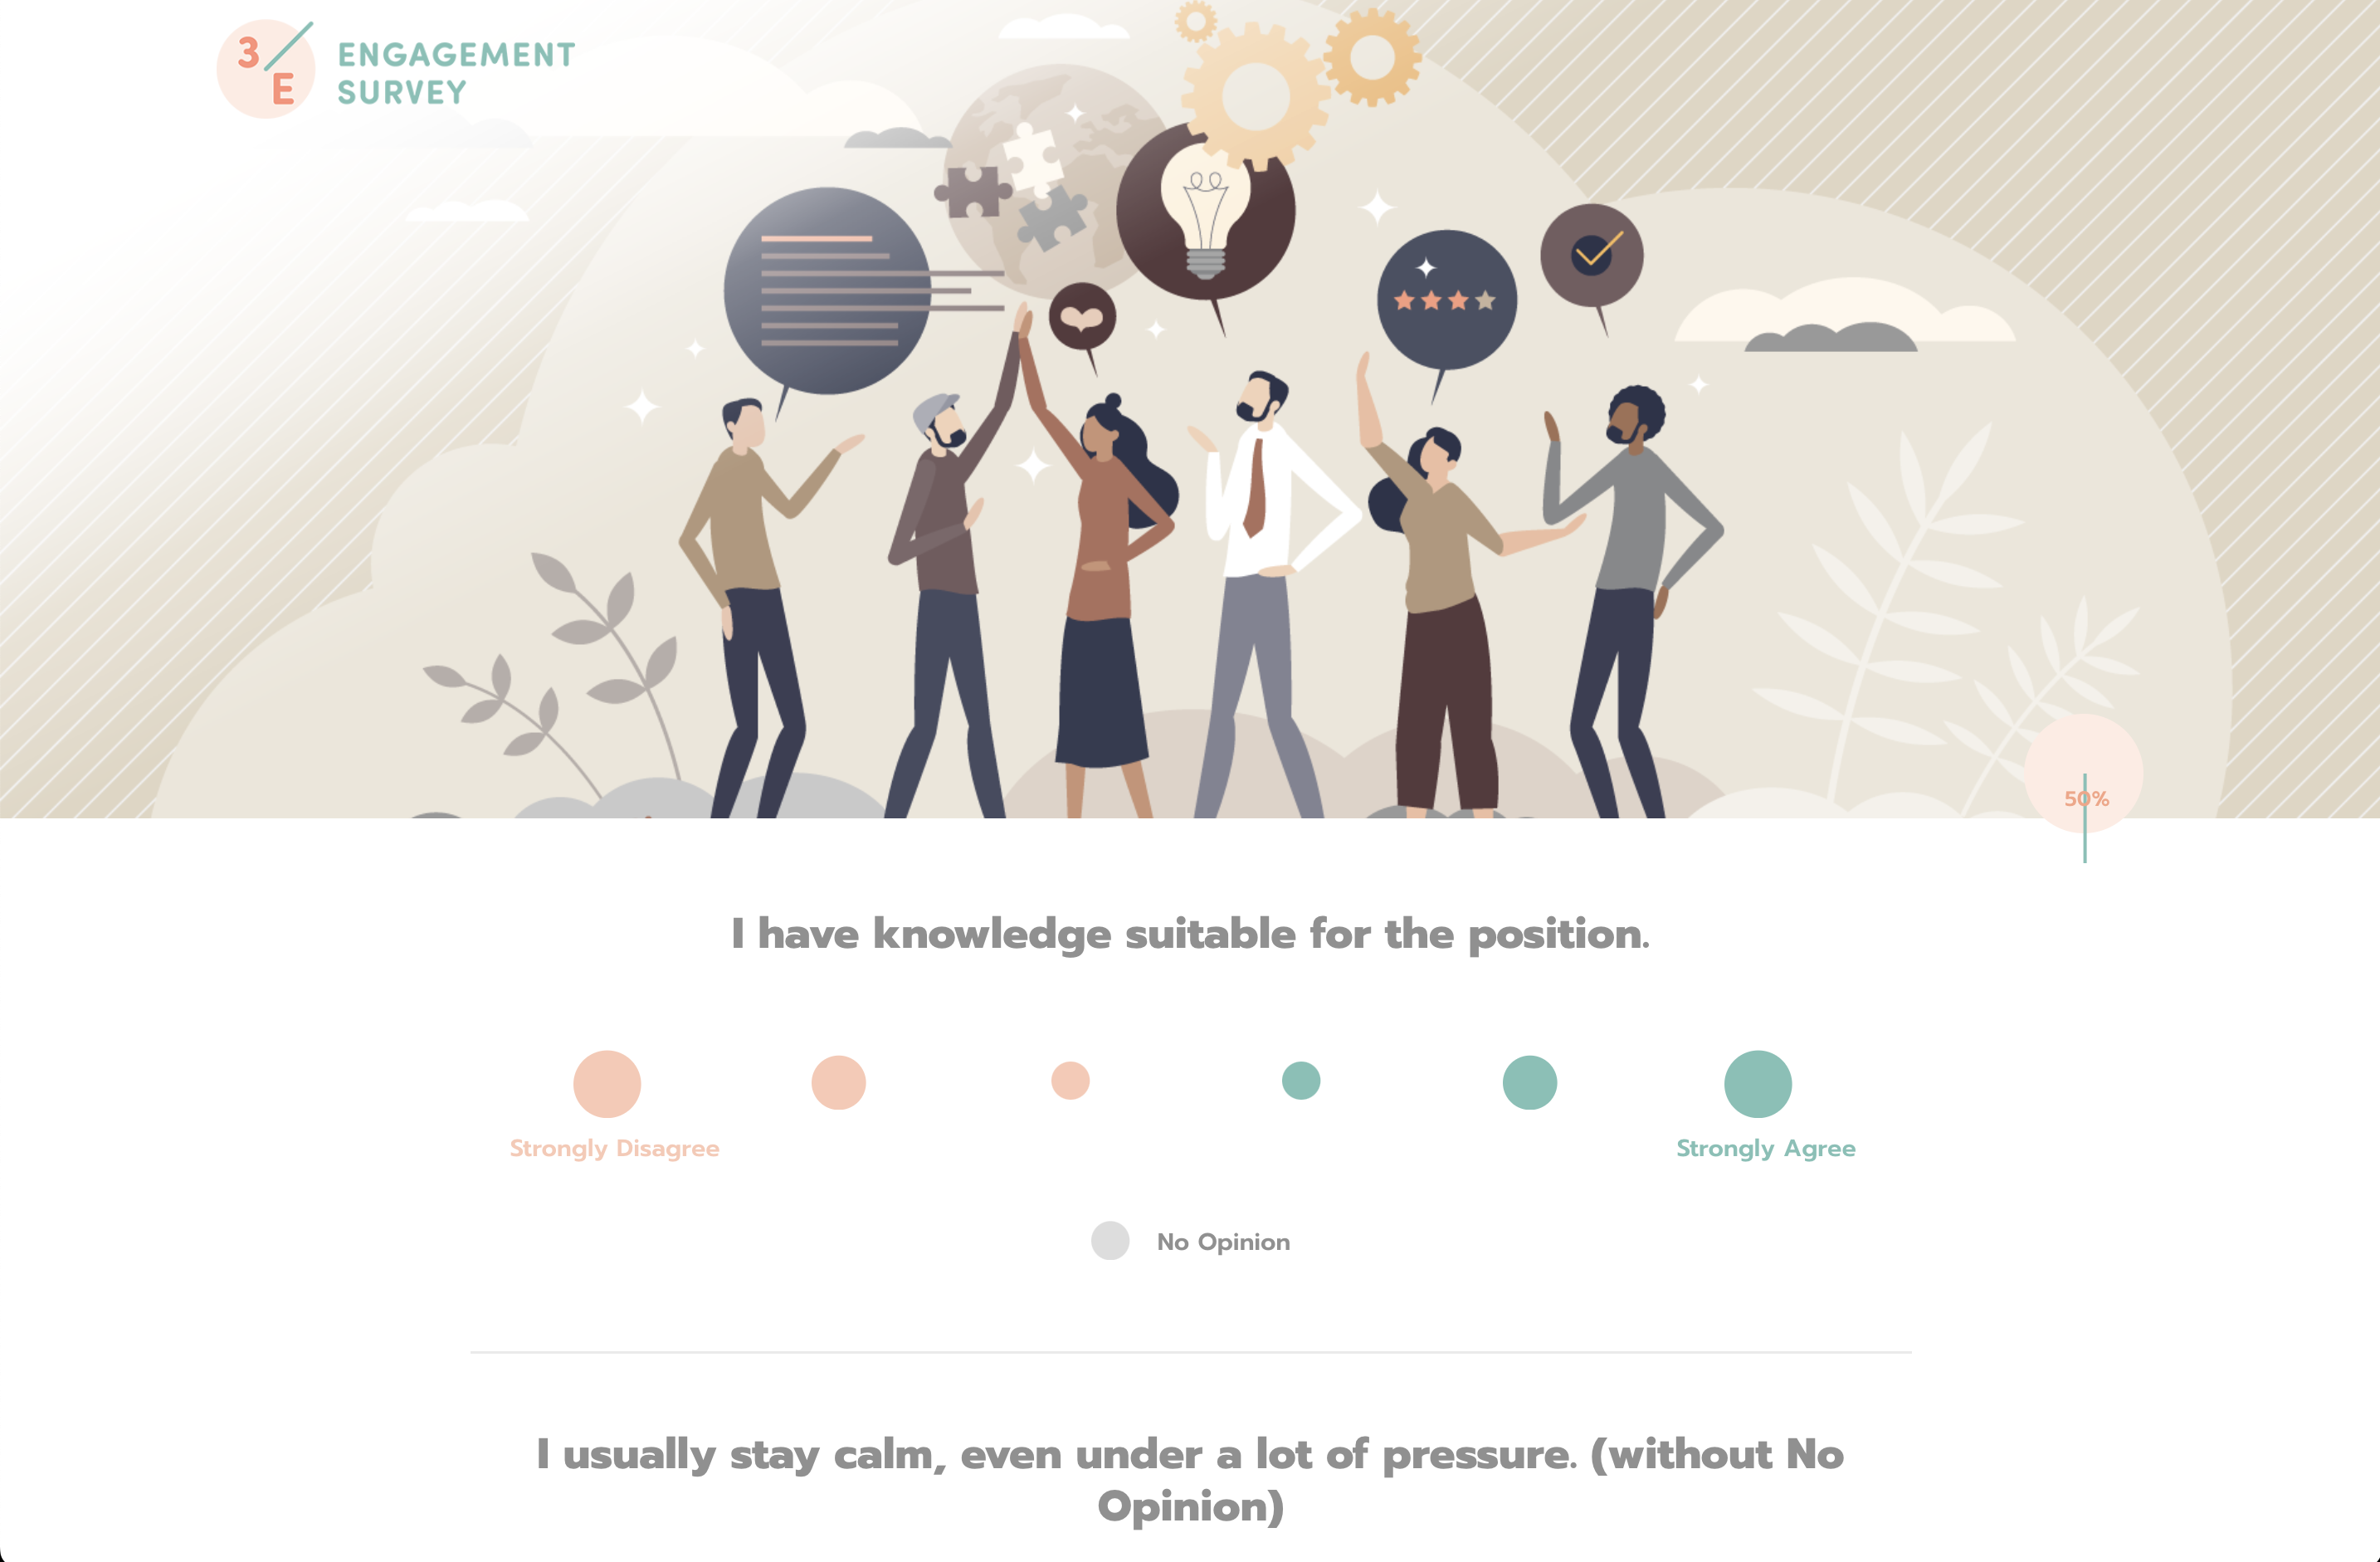 3/E
ENGAGEMENT
SURVEY
50%
I have knowledge suitable for the position.
Strongly Disagree
Strongly Agree
No Opinion
I usually stay calm, even under a lot of pressure. (without No
Opinion)